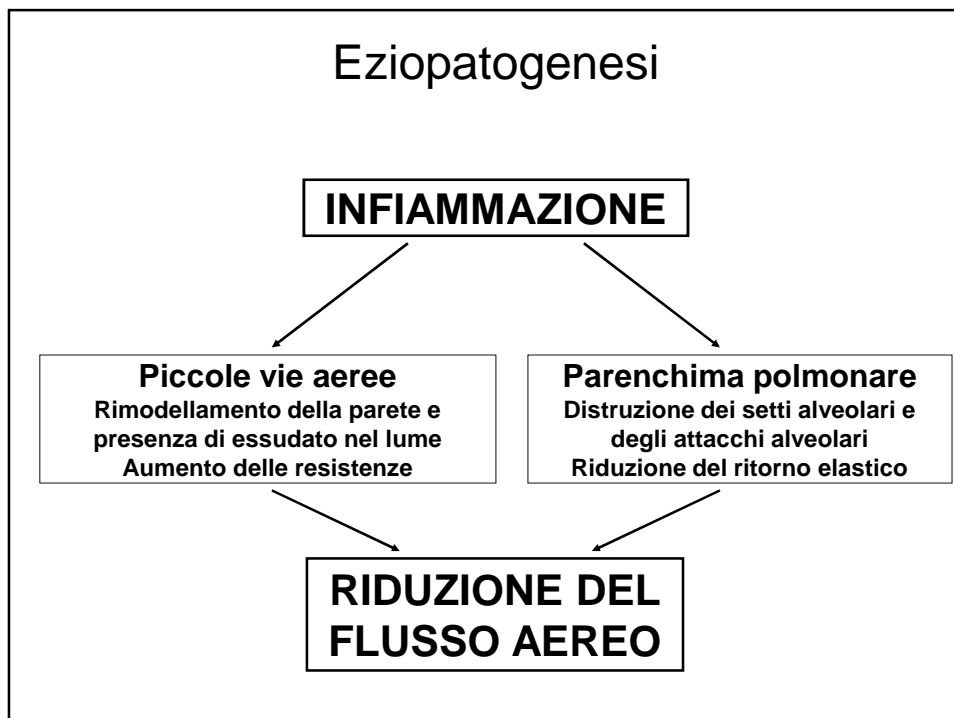 Eziopatogenesi
INFIAMMAZIONE
Piccole vie aeree
Rimodellamento della parete e
presenza di essudato nel lume
Aumento delle resistenze
Parenchima polmonare
Distruzione dei setti alveolari e
degli attacchi alveolari
Riduzione del ritorno elastico
RIDUZIONE DEL
FLUSSO AEREO